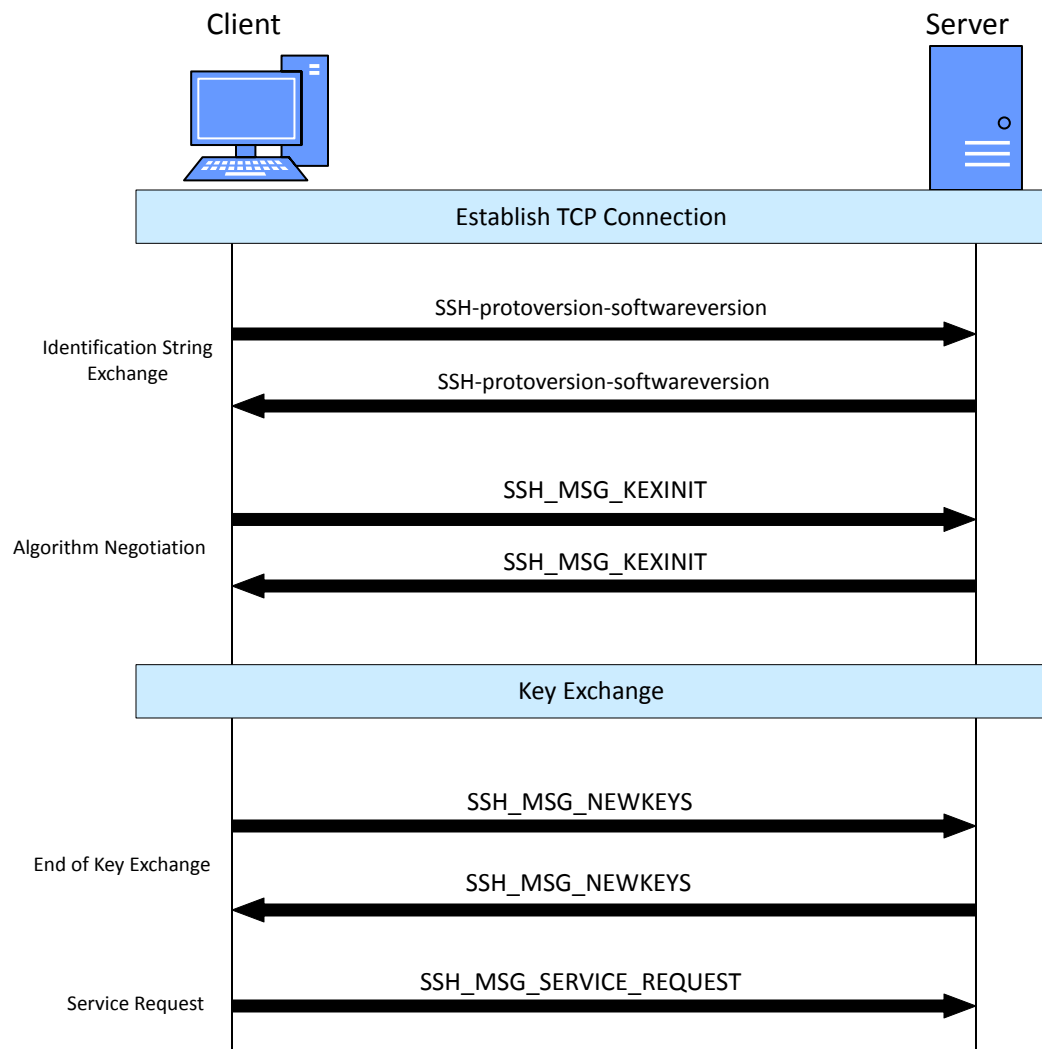 Client
Server
Establish TCP Connection
SSH-protoversion-softwareversion
Identification String
Exchange
SSH-protoversion-softwareversion
SSH_MSG_KEXINIT
Algorithm Negotiation
SSH_MSG_KEXINIT
Key Exchange
SSH_MSG_NEWKEYS
End of Key Exchange
SSH_MSG_NEWKEYS
SSH_MSG_SERVICE_REQUEST
Service Request